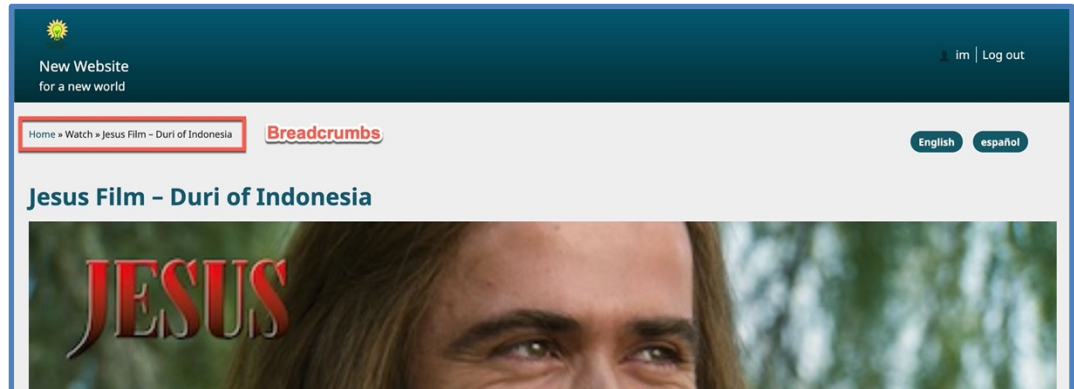 New Website
for a new world
im | Log out
Home » Watch » Jesus Film – Duri of Indonesia
Breadcrumbs
English
español
Jesus Film – Duri of Indonesia
JESUS